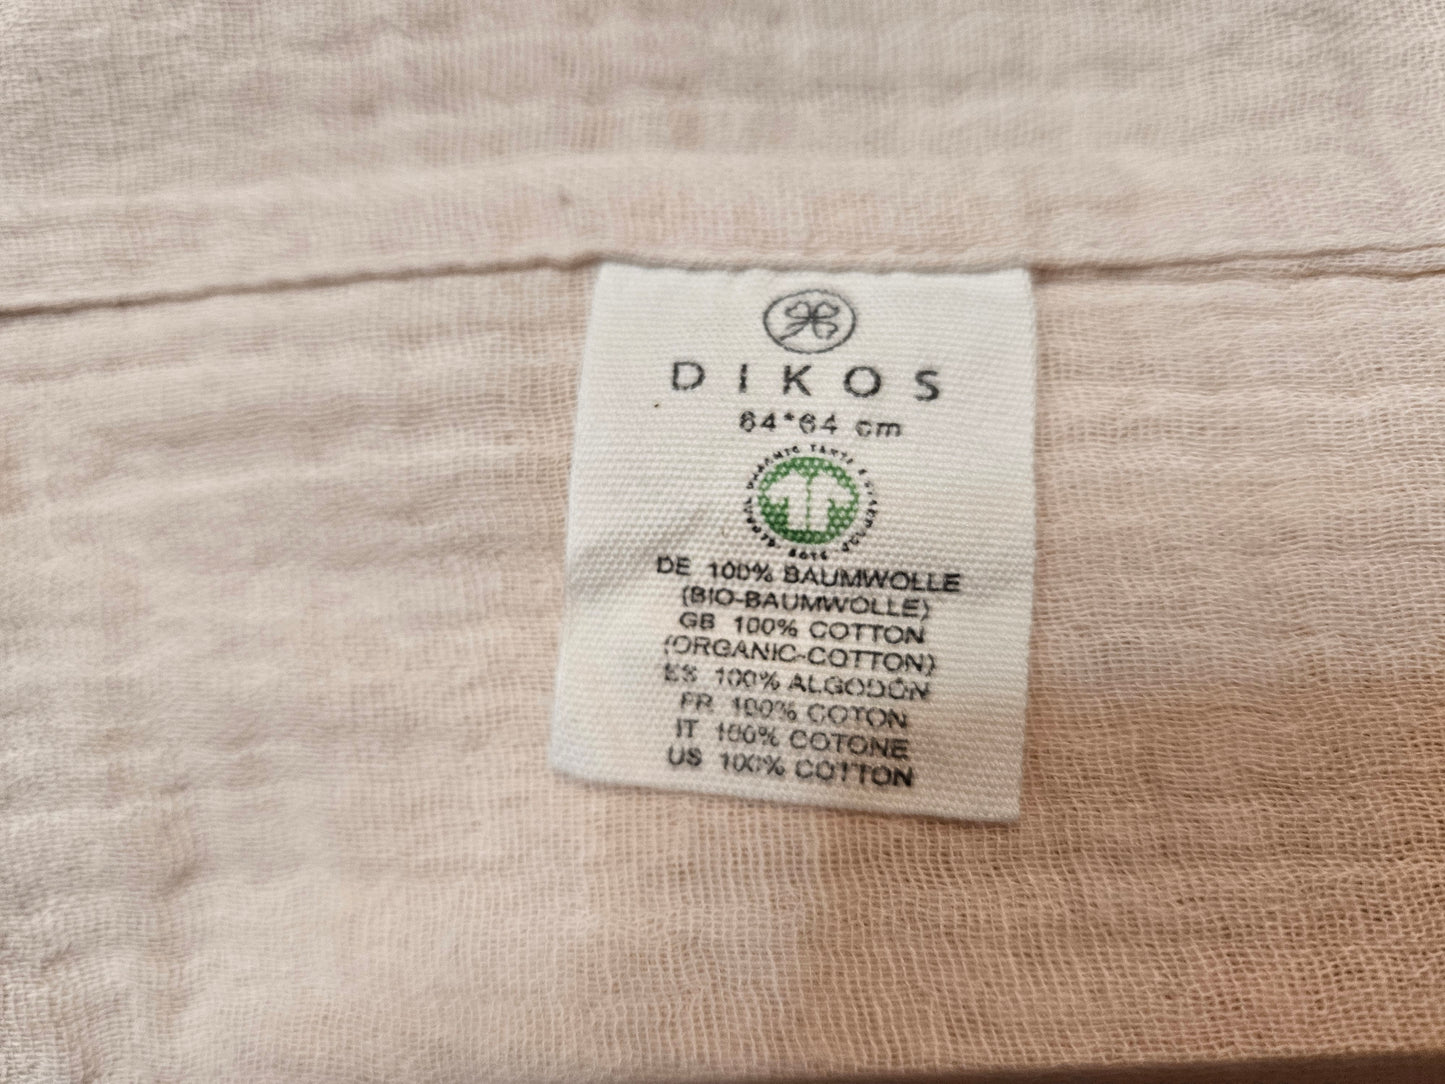 DIKOS
64*64 cm
DE 100% BAUMWOLLE
(BIO-BAUMWOLLE)
GB 100% COTTON
(ORGANIC-COTTON)
ES 100% ALGODÓN
FR 100% COTON
IT 100% COTONE
US 100% COTTON